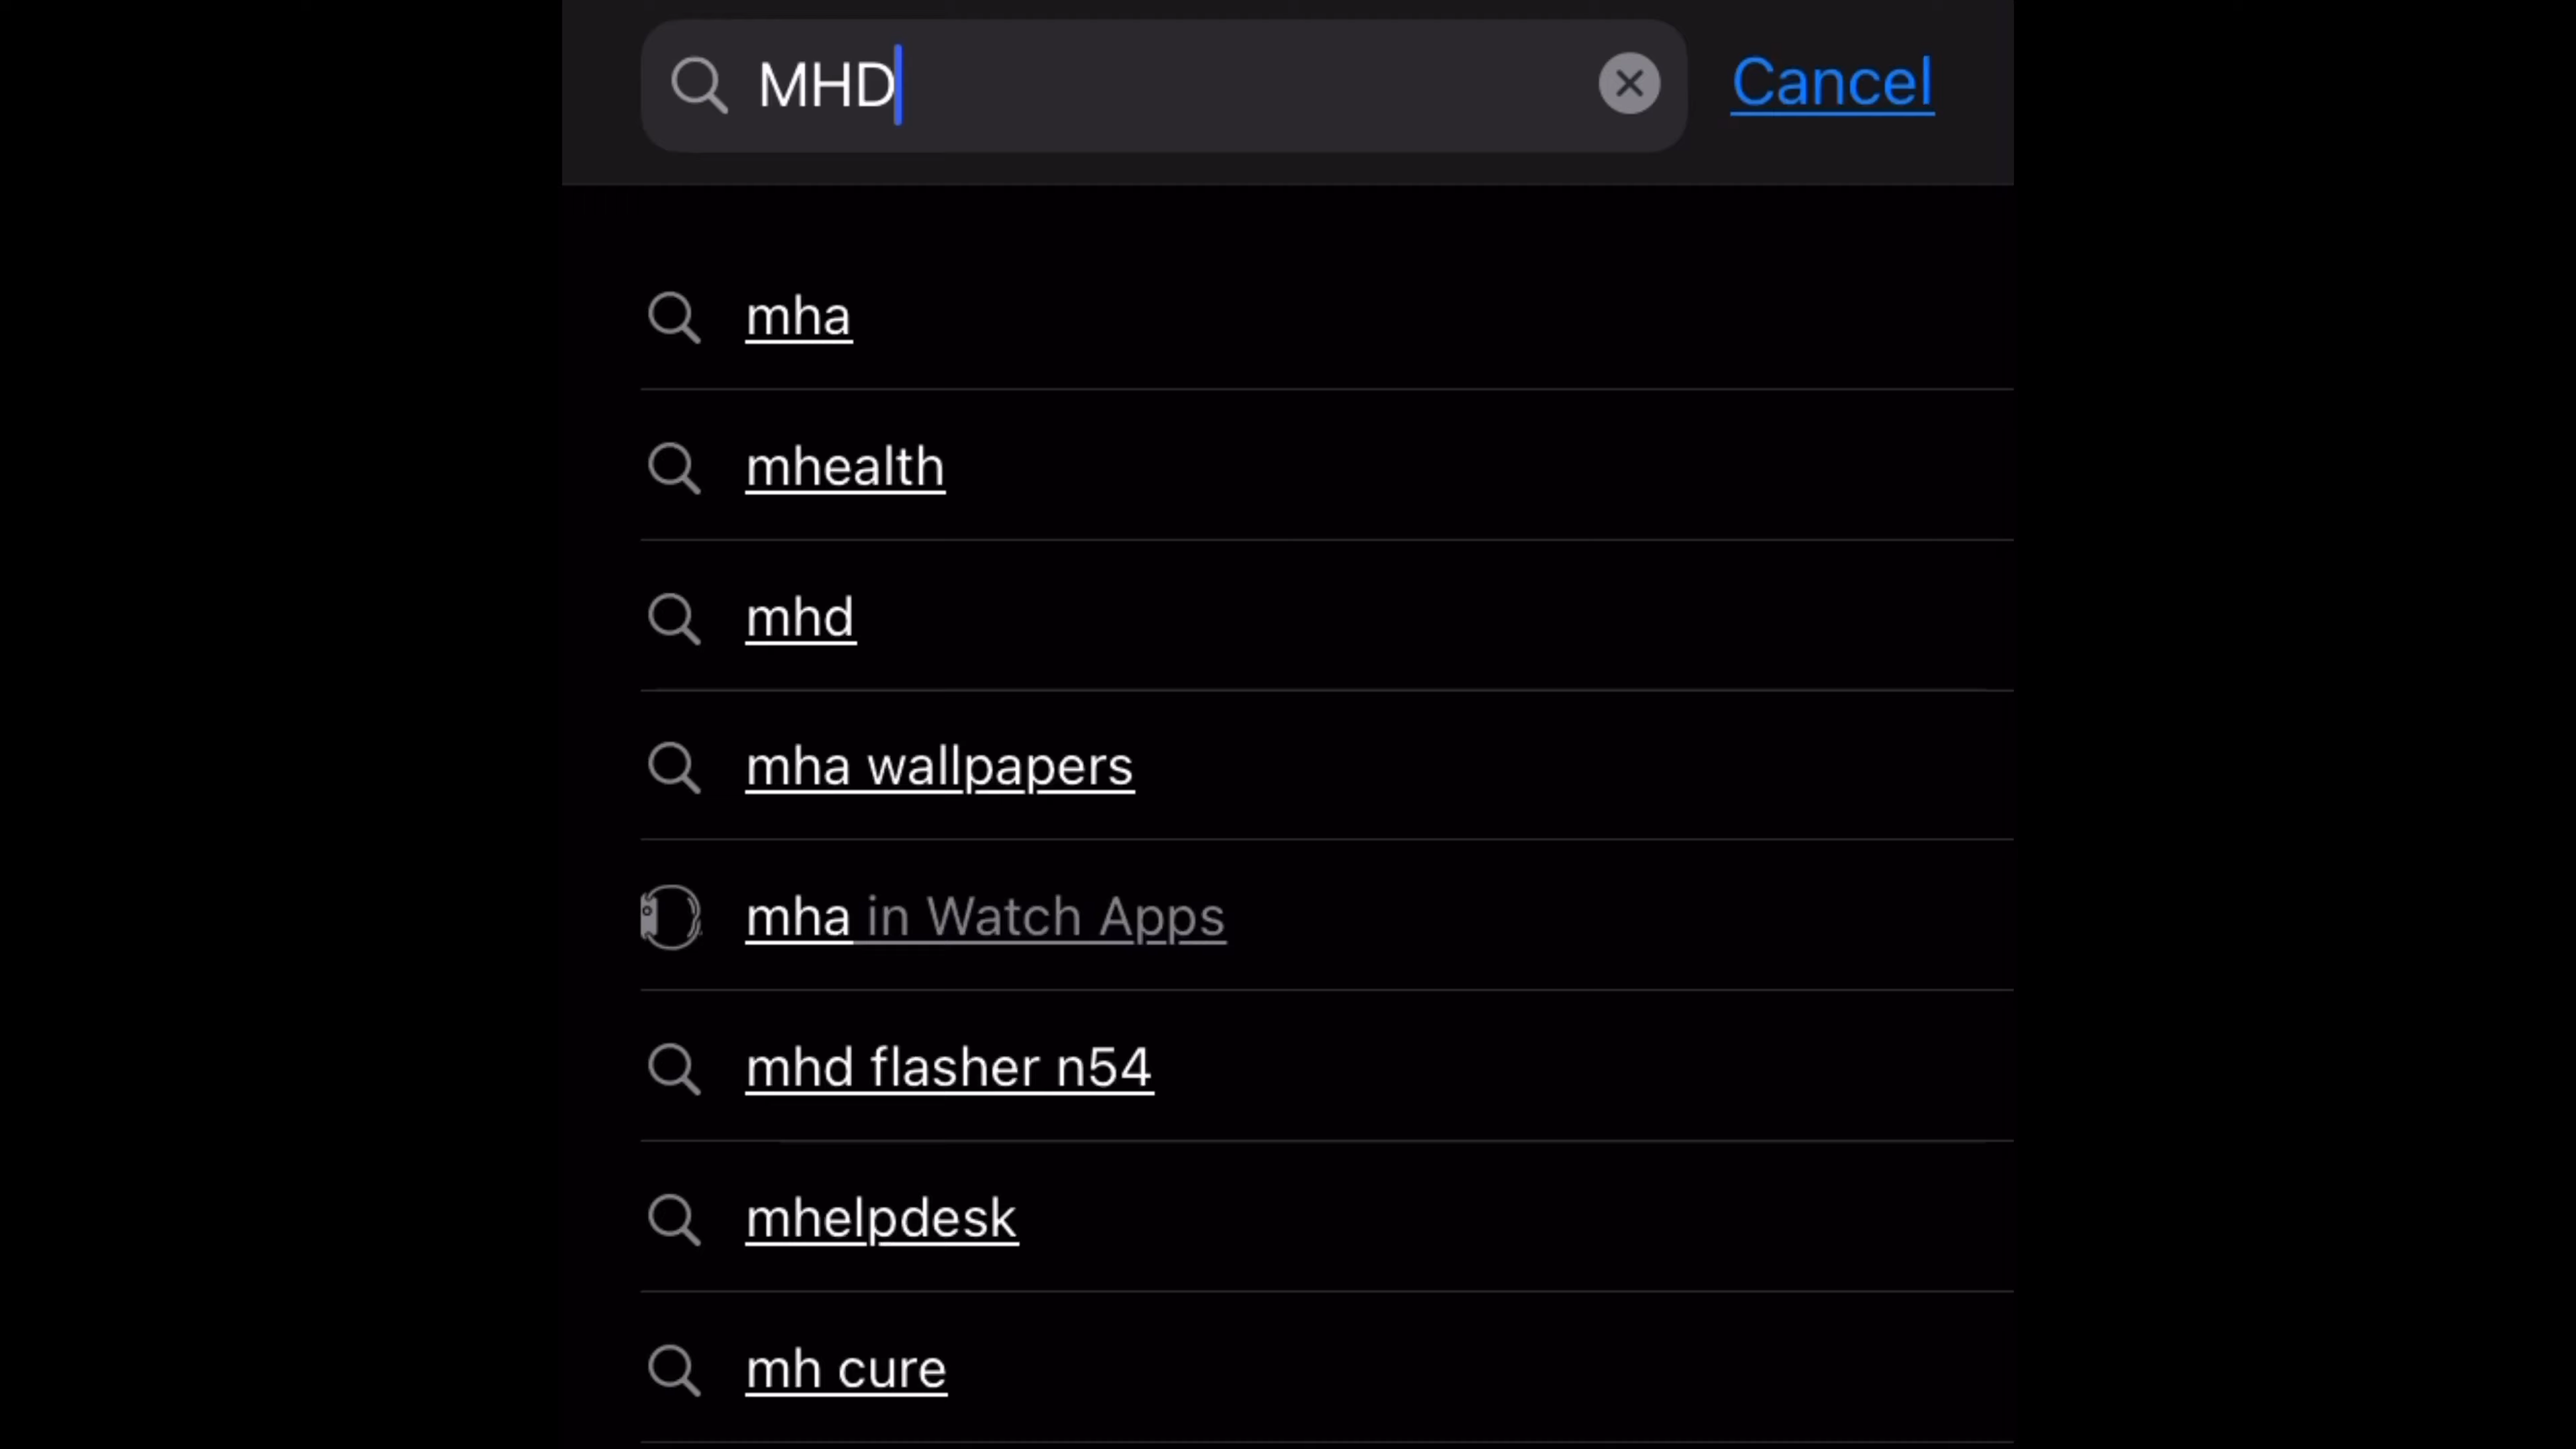 MHD
Cancel
mha
mhealth
mhd
mha wallpapers
mha in Watch Apps
mhd flasher n54
mhelpdesk
mh cure